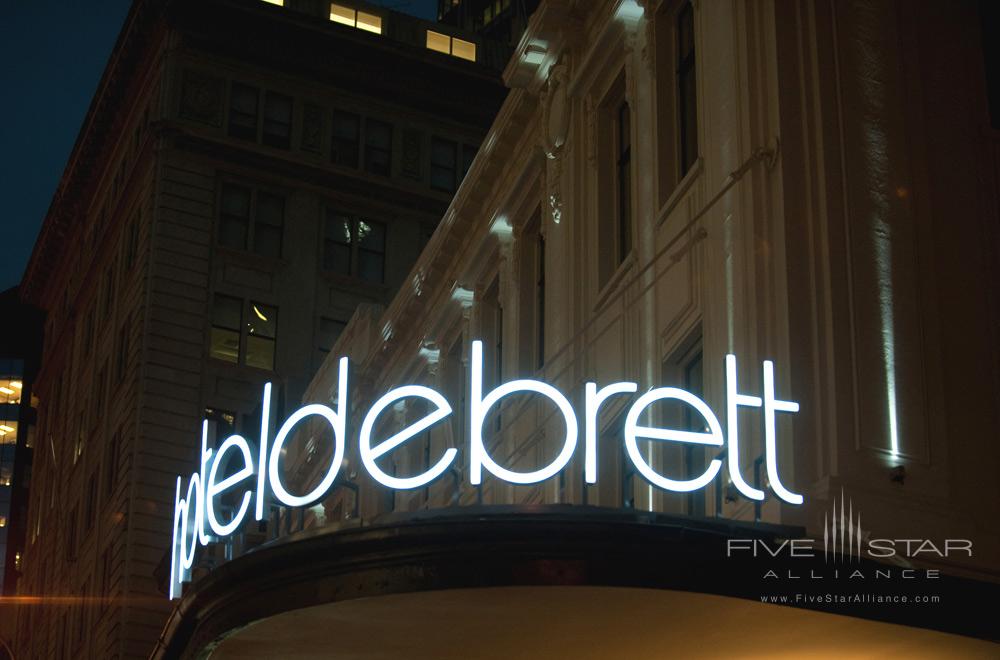 hoteldebrett
FIVE STAR
ALLIANCE
www.FiveStarAlliance.com